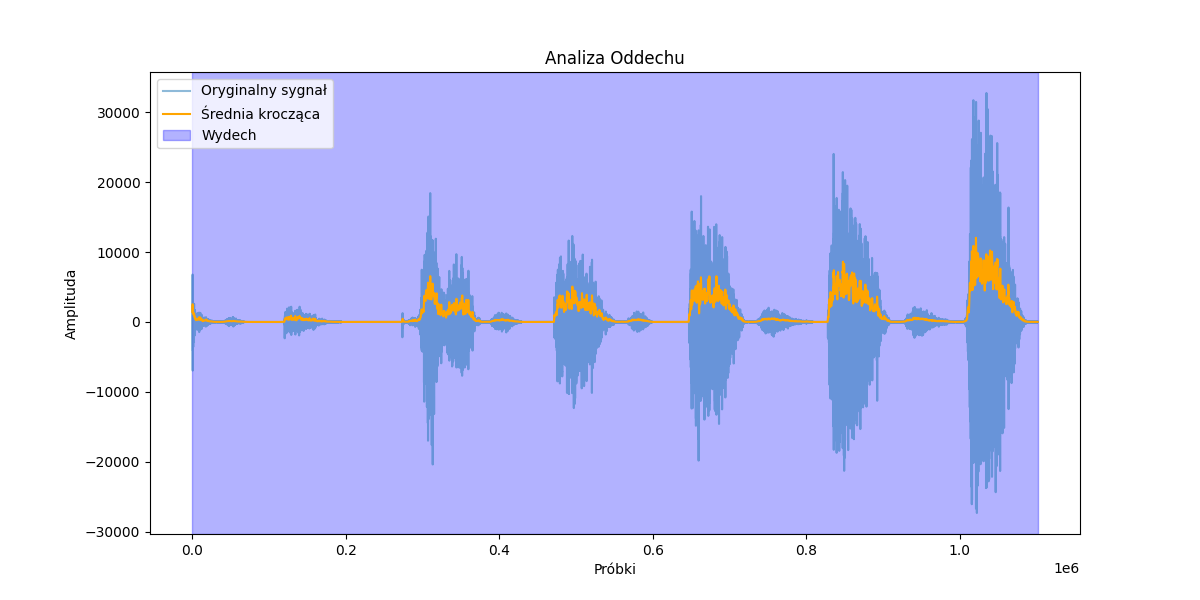 Analiza Oddechu
Oryginalny sygnał
Średnia krocząca
Wydech
Amplituda
30000
20000
10000
0
−10000
−20000
−30000
0.0
0.2
0.4
0.6
0.8
1.0
1e6
Próbki